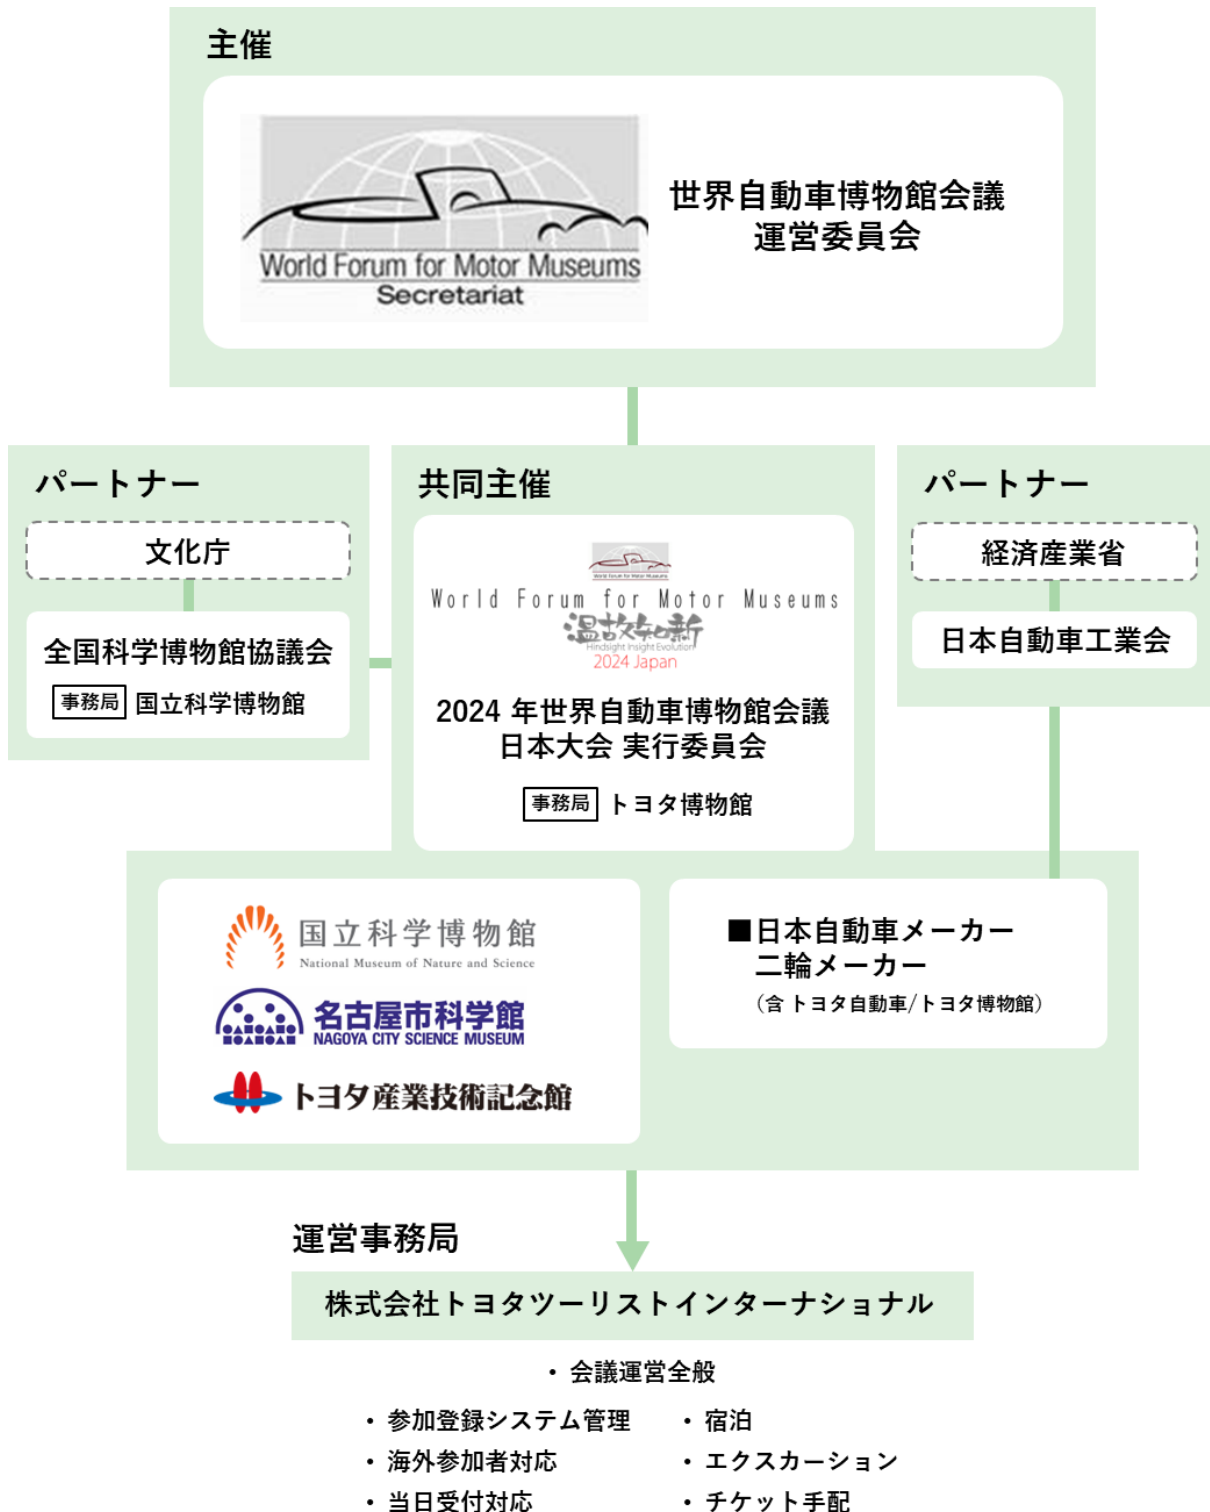 主催
World Forum for Motor Museums
Secretariat
世界自動車博物館会議
運営委員会
パートナー
文化庁
全国科学博物館協議会
事務局 国立科学博物館
共同主催
World Forum for Motor Museums
World Forum for Motor Museums
温故知新
Hindsight Insight Evolution
2024 Japan
2024 年世界自動車博物館会議
日本大会 実行委員会
事務局 トヨタ博物館
パートナー
経済産業省
日本自動車工業会
国立科学博物館
National Museum of Nature and Science
名古屋市科学館
NAGOYA CITY SCIENCE MUSEUM
トヨタ産業技術記念館
■日本自動車メーカー
二輪メーカー
（含 トヨタ自動車/トヨタ博物館）
運営事務局
株式会社トヨタツーリストインターナショナル
・ 会議運営全般
・ 参加登録システム管理
・ 海外参加者対応
・ 当日受付対応
・ 宿泊
・ エクスカーション
・ チケット手配